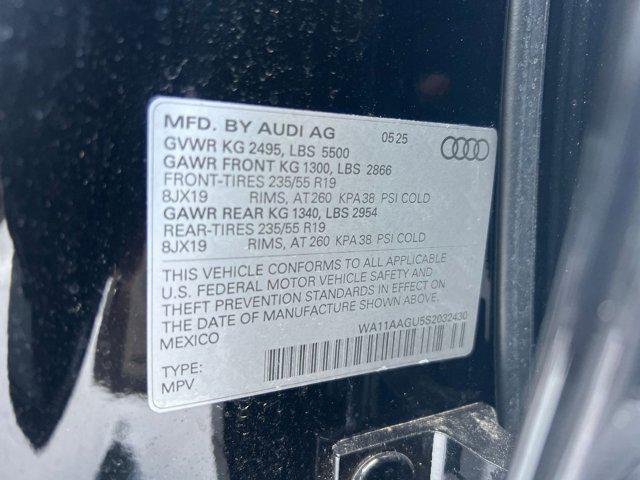 MFD. BY AUDI AG 05 25
GVWR KG 2495, LBS 5500
GAWR FRONT KG 1300, LBS 2866
FRONT-TIRES 235/55 R19
8JX19 RIMS, AT 260 KPA 38 PSI COLD
GAWR REAR KG 1340, LBS 2954
REAR-TIRES 235/55 R19
8JX19 RIMS, AT 260 KPA 38 PSI COLD
THIS VEHICLE CONFORMS TO ALL APPLICABLE
U.S. FEDERAL MOTOR VEHICLE SAFETY AND
THEFT PREVENTION STANDARDS IN EFFECT ON
THE DATE OF MANUFACTURE SHOWN ABOVE.
MEXICO WA11AAGU5S2032430
TYPE:
MPV